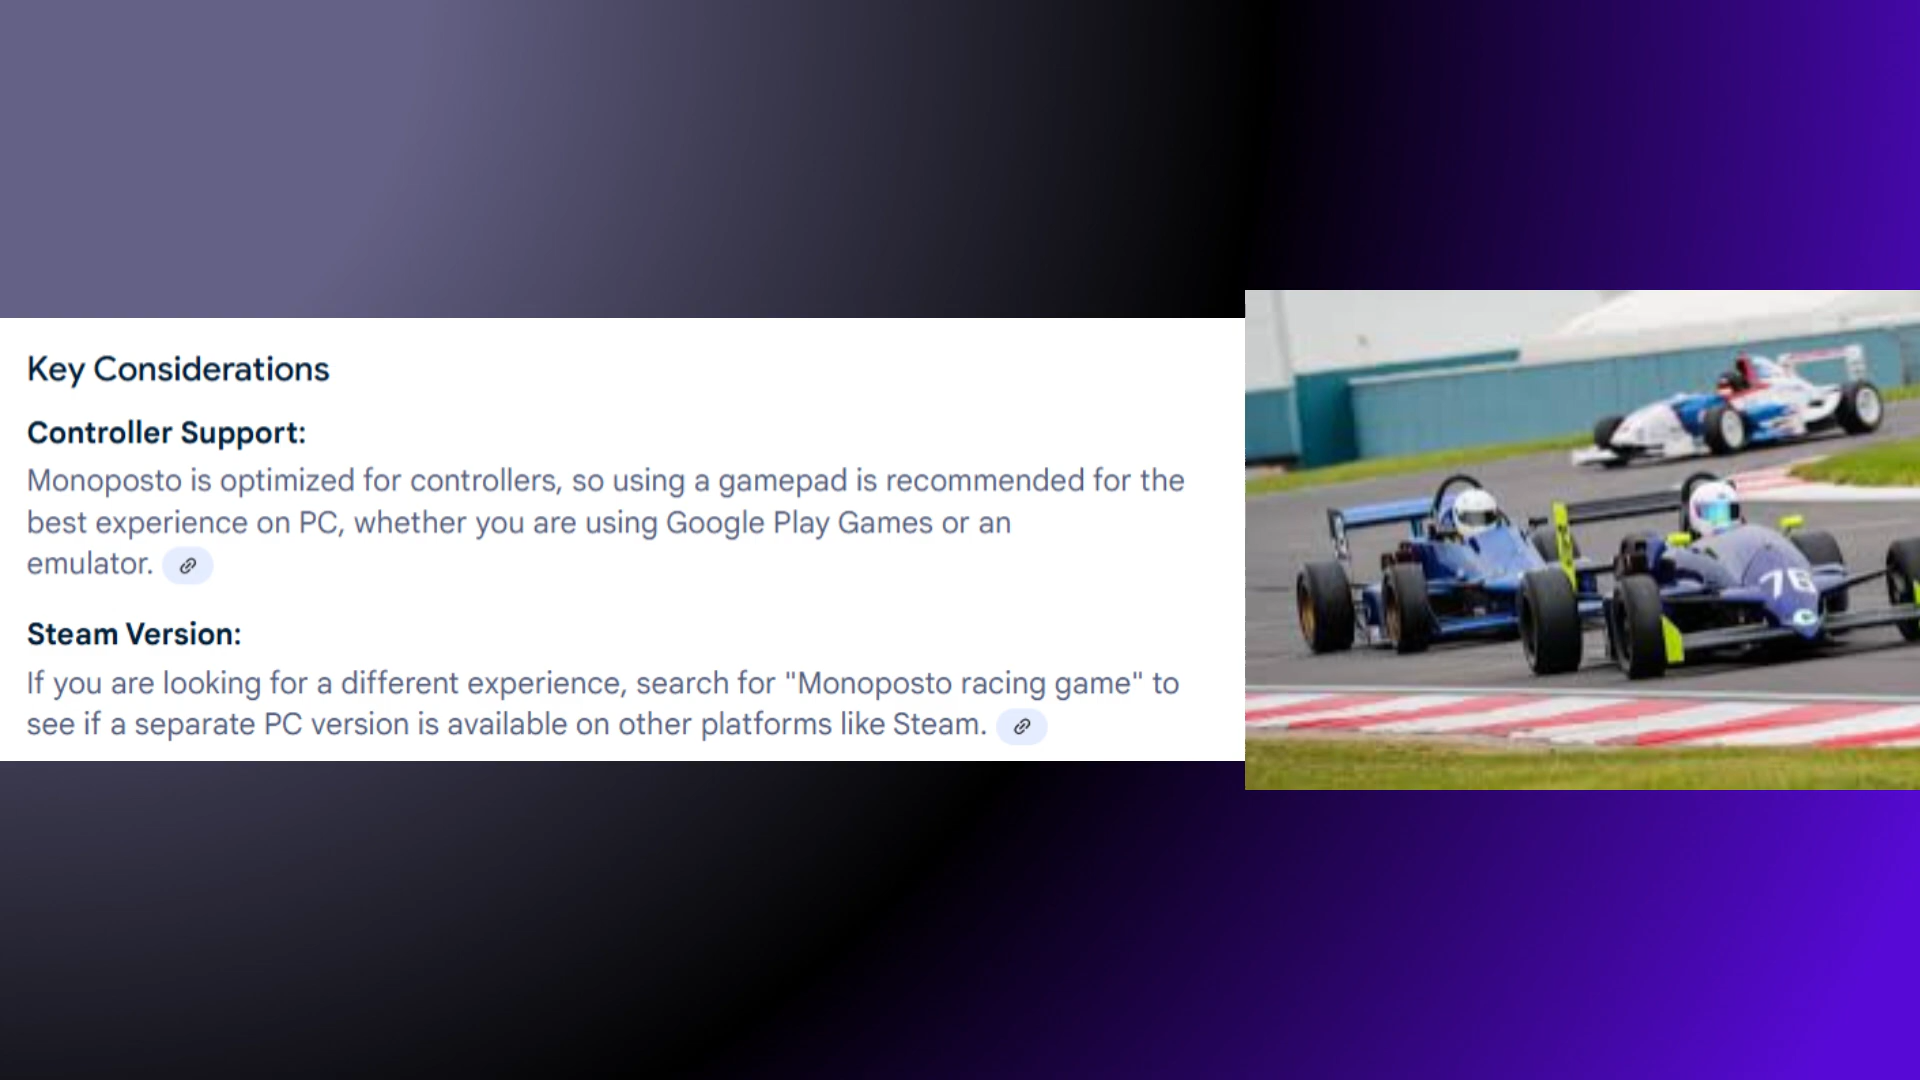 Key Considerations
Controller Support:
Monoposto is optimized for controllers, so using a gamepad is recommended for the
best experience on PC, whether you are using Google Play Games or an
emulator.
Steam Version:
If you are looking for a different experience, search for "Monoposto racing game" to
see if a separate PC version is available on other platforms like Steam.
76